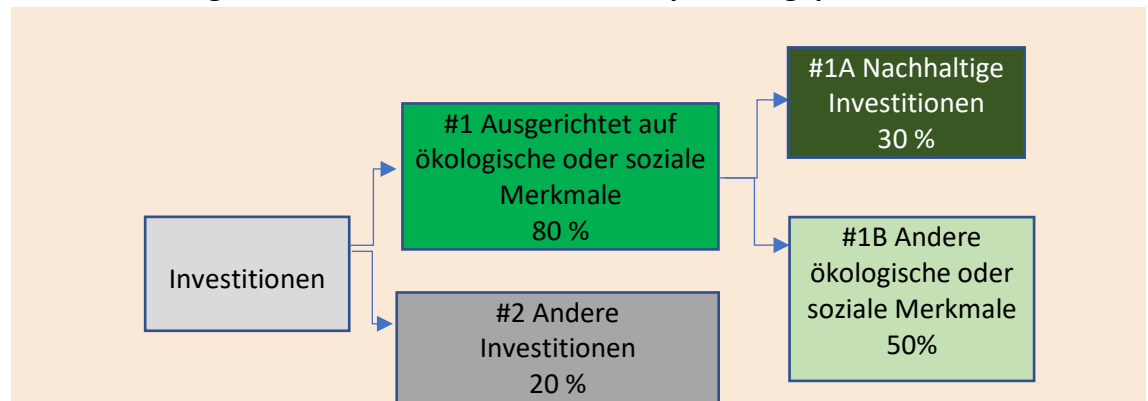 #1A Nachhaltige
Investitionen
30 %
#1 Ausgerichtet auf
ökologische oder soziale
Merkmale
80 %
Investitionen
#1B Andere
ökologische oder
soziale Merkmale
50%
#2 Andere
Investitionen
20 %